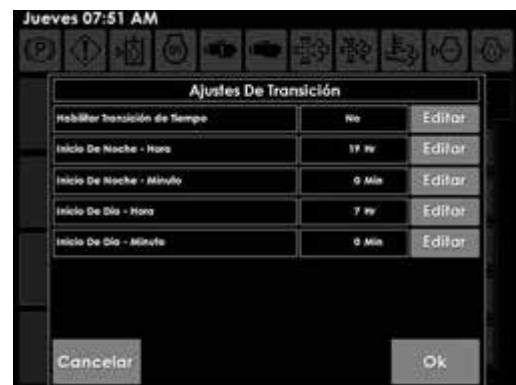 Jueves 07:51 AM
Ajustes De Transición
Habilitar Transición de Tiempo No Editar
Inicio De Noche - Hora 19 Hr Editar
Inicio De Noche - Minuto 0 Min Editar
Inicio De Dia - Hora 7 Hr Editar
Inicio De Dia - Minuto 0 Min Editar
Cancelar Ok